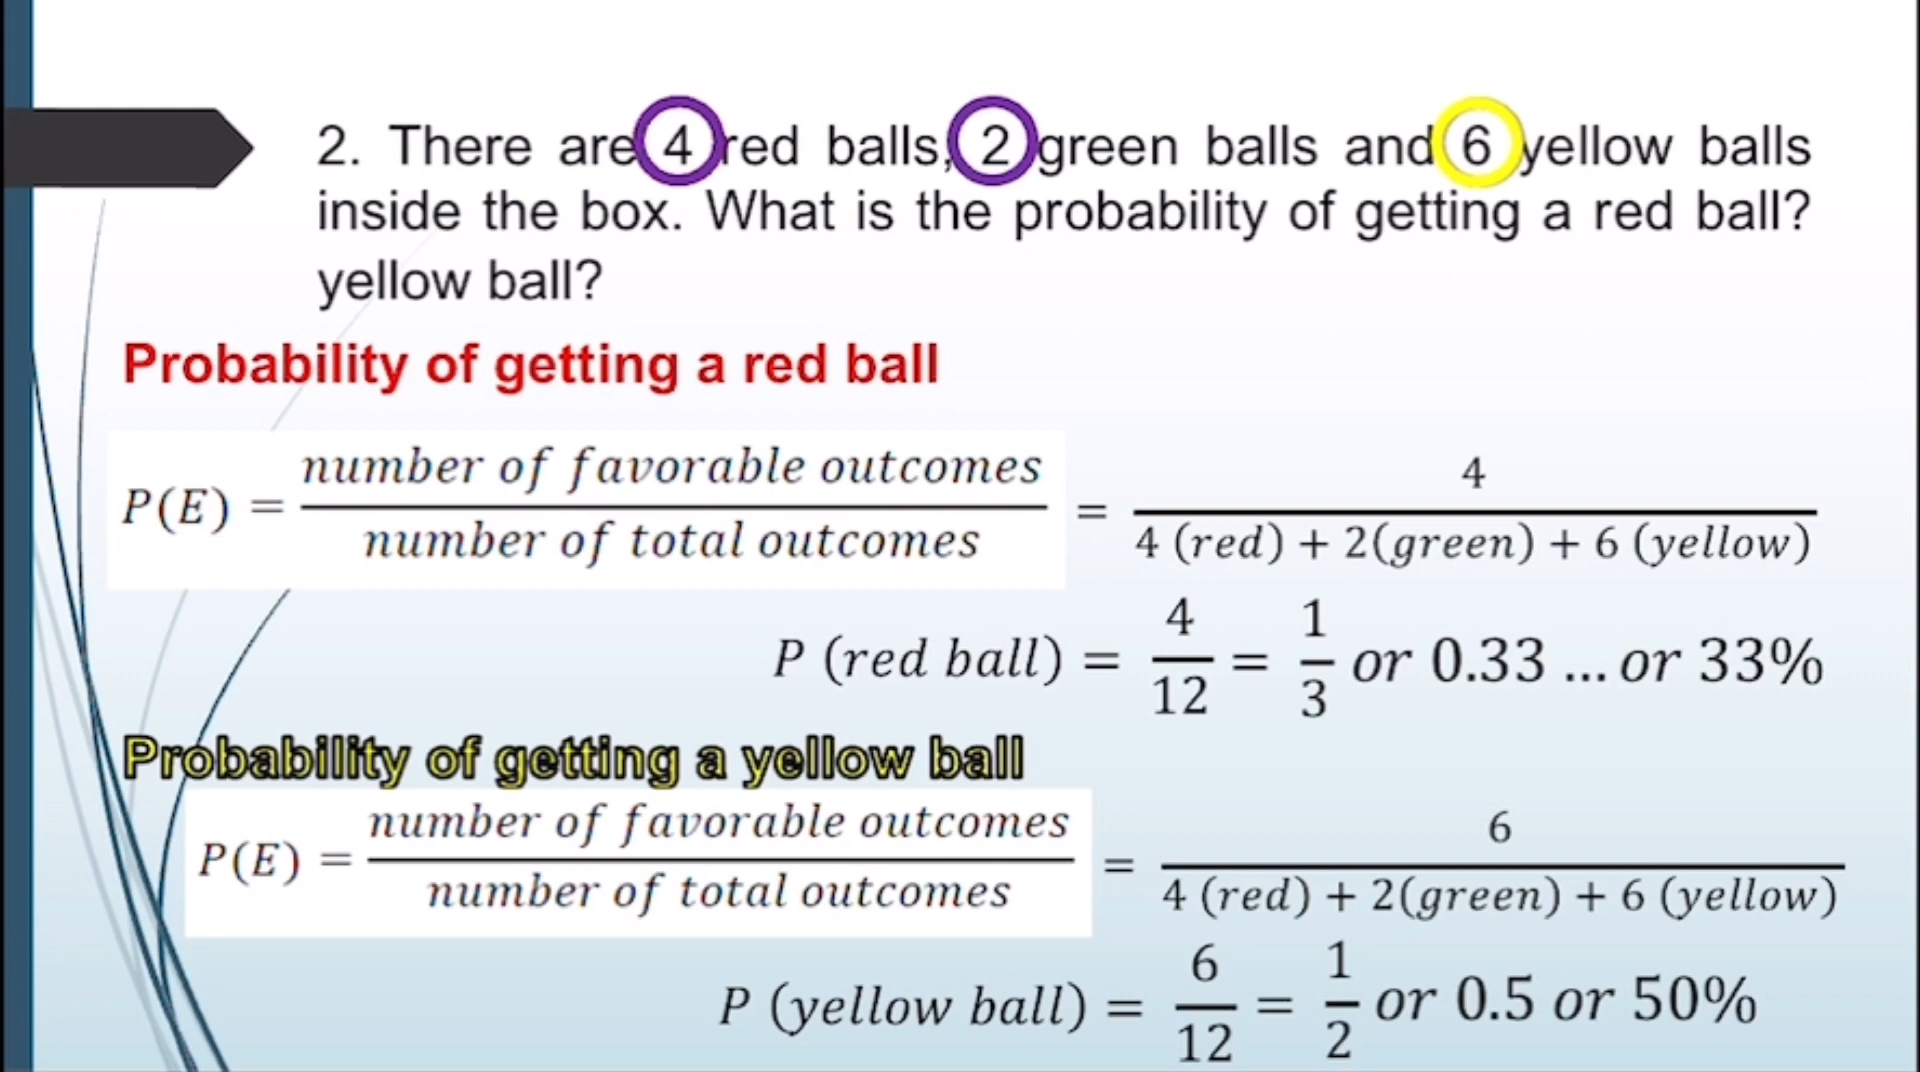 2. There are 4 red balls, 2 green balls and 6 yellow balls
inside the box. What is the probability of getting a red ball?
yellow ball?
Probability of getting a red ball
P(E) = number of favorable outcomes / number of total outcomes = 4 / 4 (red) + 2(green) + 6 (yellow)
P (red ball) = 4/12 = 1/3 or 0.33 ... or 33%
Probability of getting a yellow ball
P(E) = number of favorable outcomes / number of total outcomes = 6 / 4 (red) + 2(green) + 6 (yellow)
P (yellow ball) = 6/12 = 1/2 or 0.5 or 50%